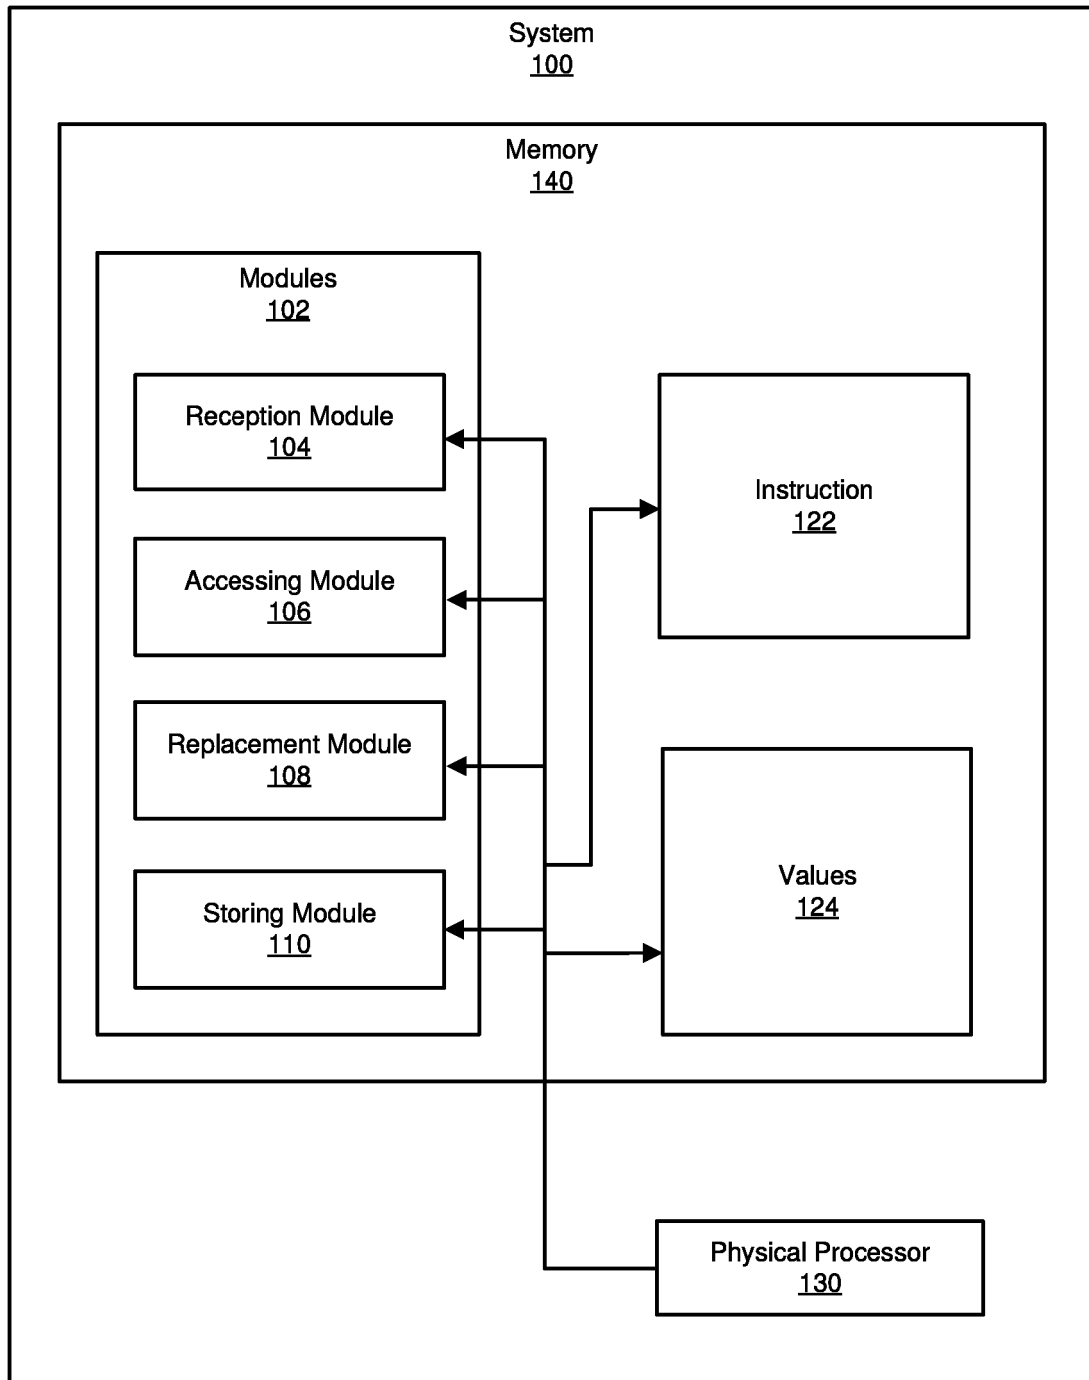 System
100
Memory
140
Modules
102
Reception Module
104
Accessing Module
106
Replacement Module
108
Storing Module
110
Instruction
122
Values
124
Physical Processor
130